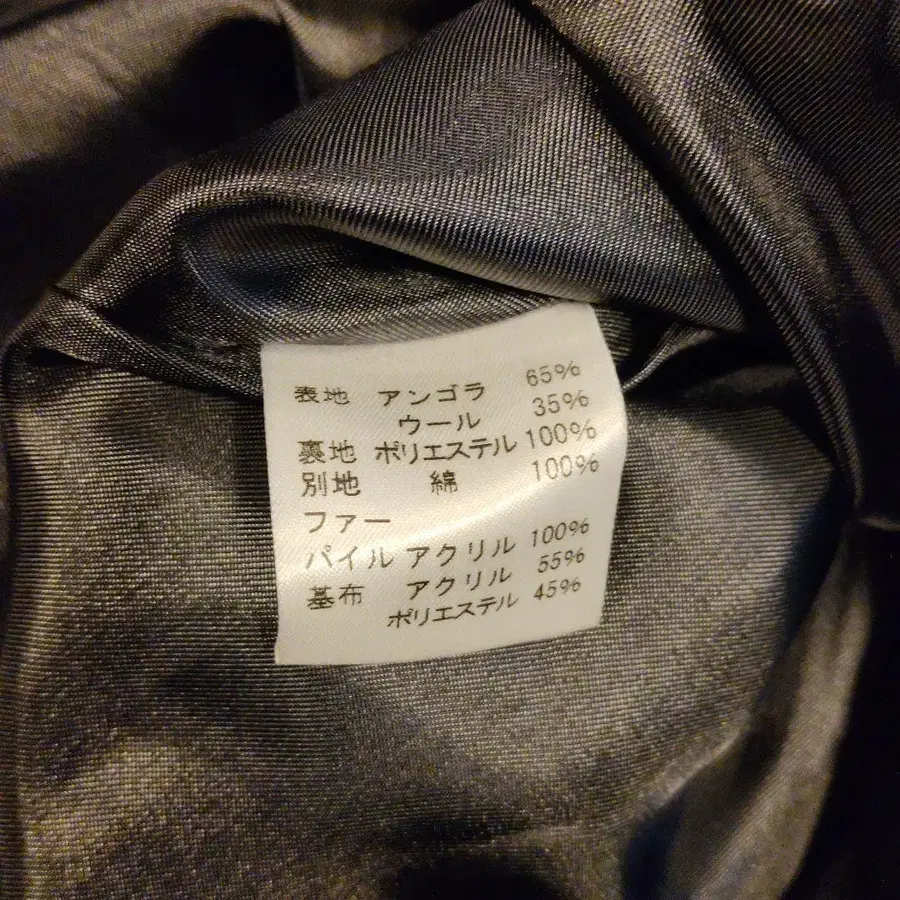 表地 アンゴラ 65%
ウール 35%
裏地 ポリエステル 100%
別地 綿 100%
ファー
パイル アクリル 100%
基布 アクリル 55%
ポリエステル 45%